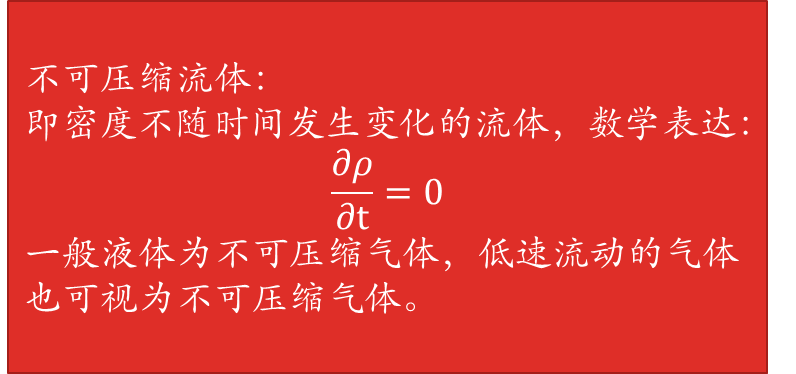 不可压缩流体：
即密度不随时间发生变化的流体，数学表达：
∂ρ/∂t = 0
一般液体为不可压缩气体，低速流动的气体
也可视为不可压缩气体。